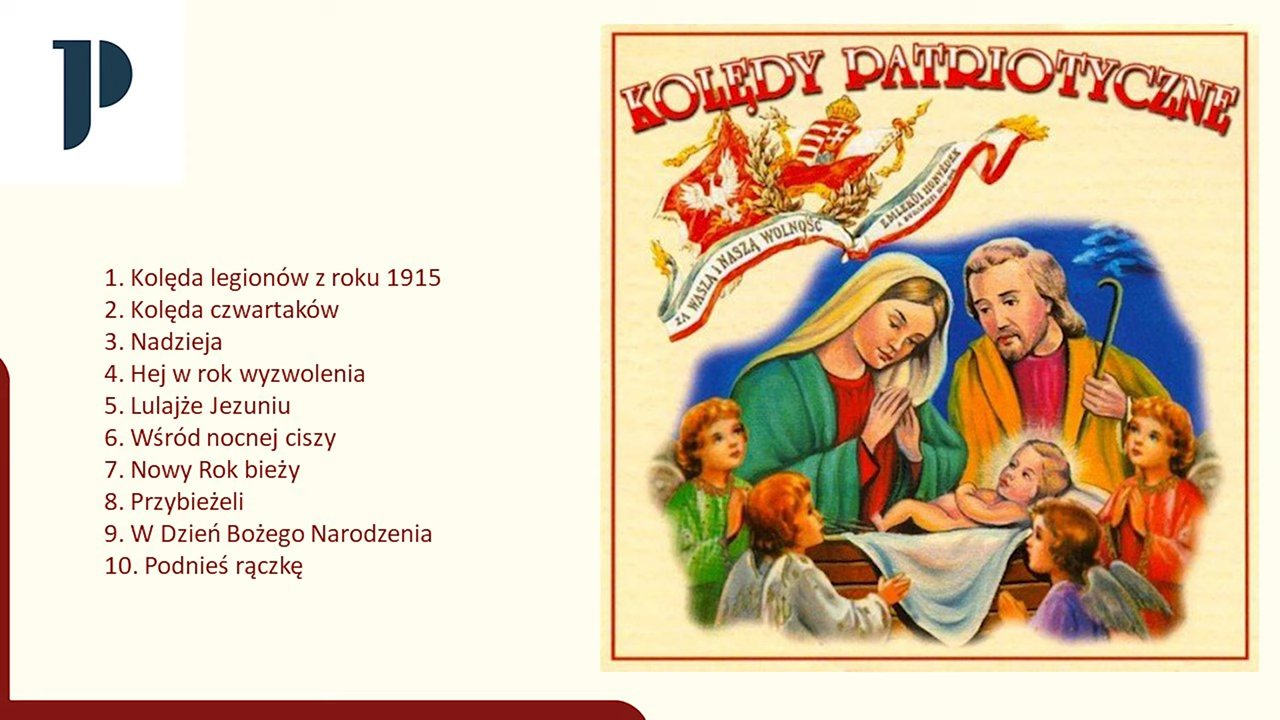 KOLĘDY PATRIOTYCZNE
ZA WASZĄ I NASZĄ WOLNOŚĆ
1. Kolęda legionów z roku 1915
2. Kolęda czwartaków
3. Nadzieja
4. Hej w rok wyzwolenia
5. Lulajże Jezuniu
6. Wśród nocnej ciszy
7. Nowy Rok bieży
8. Przybieżeli
9. W Dzień Bożego Narodzenia
10. Podnieś rączkę